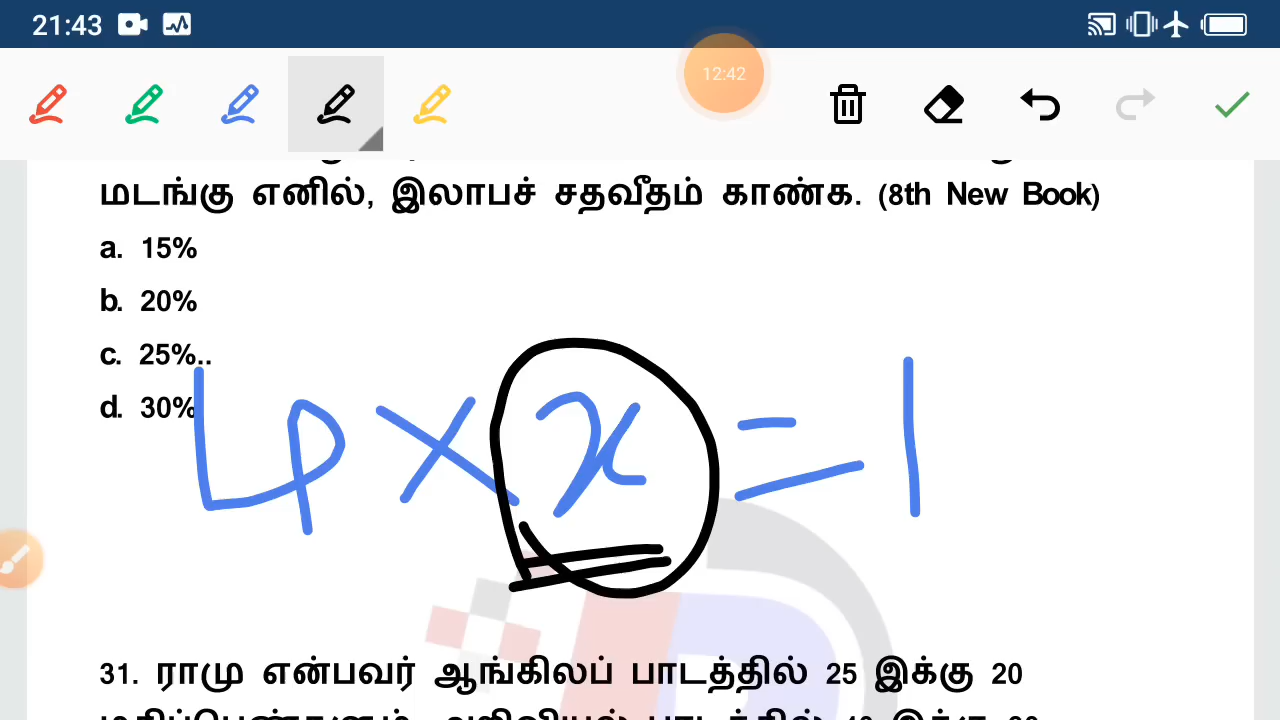 21:43
12:42
மடங்கு எனில், இலாபச் சதவீதம் காண்க. (8th New Book)
a. 15%
b. 20%
c. 25%..
d. 30%
4 × x = 1
31. ராமு என்பவர் ஆங்கிலப் பாடத்தில் 25 இக்கு 20